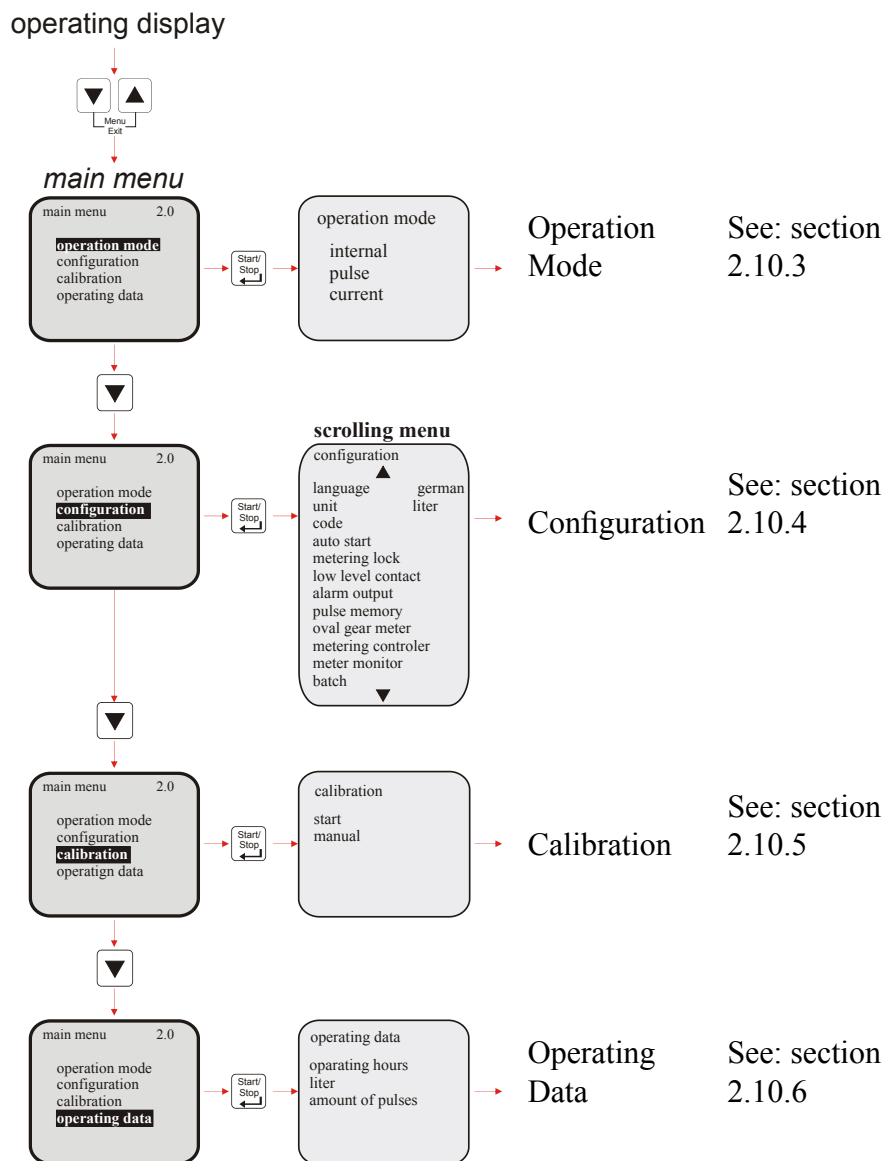 operating display
Menu
Exit
main menu
main menu 2.0
operation mode
configuration
calibration
operating data
Start/
Stop
operation mode
internal
pulse
current
Operation
Mode
See: section
2.10.3
main menu 2.0
operation mode
configuration
calibration
operating data
Start/
Stop
scrolling menu
configuration
language german
unit liter
code
auto start
metering lock
low level contact
alarm output
pulse memory
oval gear meter
metering controler
meter monitor
batch
Configuration
See: section
2.10.4
main menu 2.0
operation mode
configuration
calibration
operatign data
Start/
Stop
calibration
start
manual
Calibration
See: section
2.10.5
main menu 2.0
operation mode
configuration
calibration
operating data
Start/
Stop
operating data
oparating hours
liter
amount of pulses
Operating
Data
See: section
2.10.6